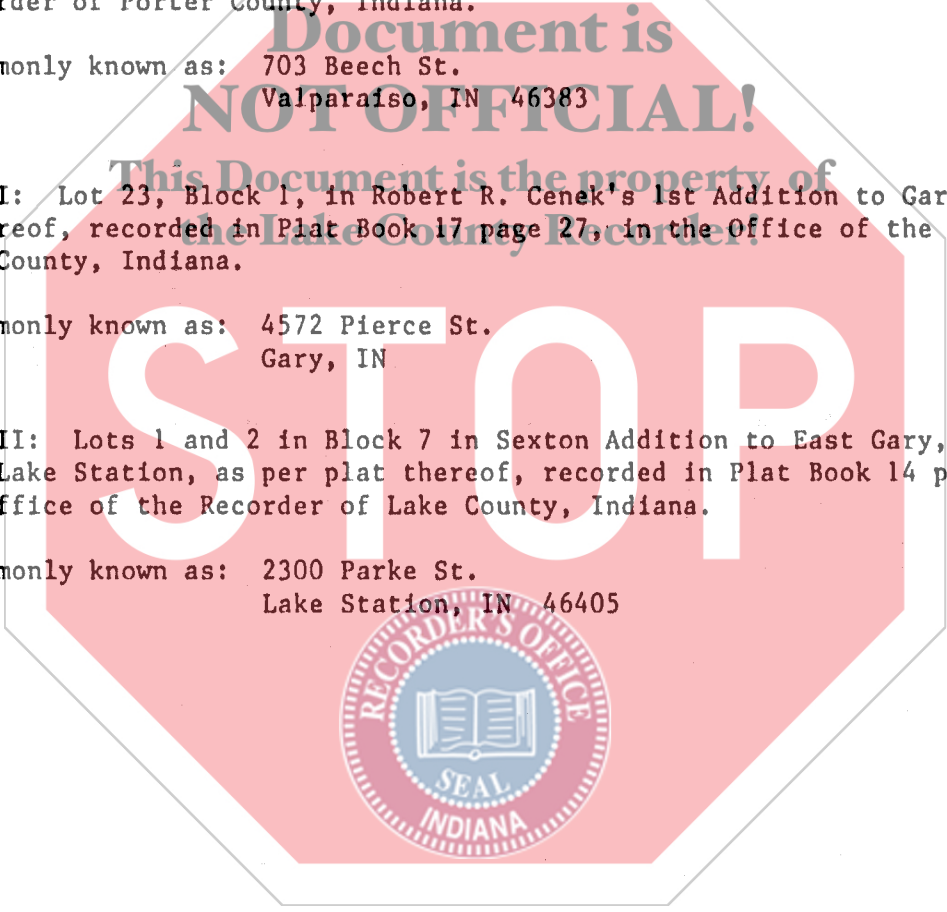 rder of Porter County, Indiana.
Document is
monly known as: 703 Beech St.
NOT OFFICIAL!
Valparaiso, IN 46383
This Document is the property of
I: Lot 23, Block 1, in Robert R. Cenek's 1st Addition to Gar
reof, recorded in Plat Book 17 page 27, in the Office of the
the Lake County Recorder!
County, Indiana.
STOP
monly known as: 4572 Pierce St.
Gary, IN
II: Lots 1 and 2 in Block 7 in Sexton Addition to East Gary,
Lake Station, as per plat thereof, recorded in Plat Book 14 p
ffice of the Recorder of Lake County, Indiana.
monly known as: 2300 Parke St.
Lake Station, IN 46405
RECORDER'S OFFICE
SEAL
INDIANA